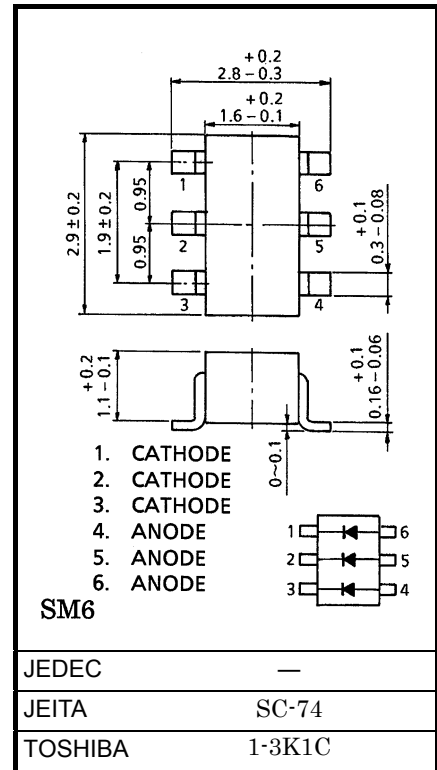 +0.2
2.8-0.3
+0.2
1.6-0.1
2.9±0.2
1.9±0.2
0.95
0.95
1
2
3
6
5
4
+0.1
0.3-0.08
+0.2
1.1-0.1
+0.1
0.16-0.06
0~0.1
1. CATHODE
2. CATHODE
3. CATHODE
4. ANODE
5. ANODE
6. ANODE
1 6
2 5
3 4
SM6
JEDEC —
JEITA SC-74
TOSHIBA 1-3K1C